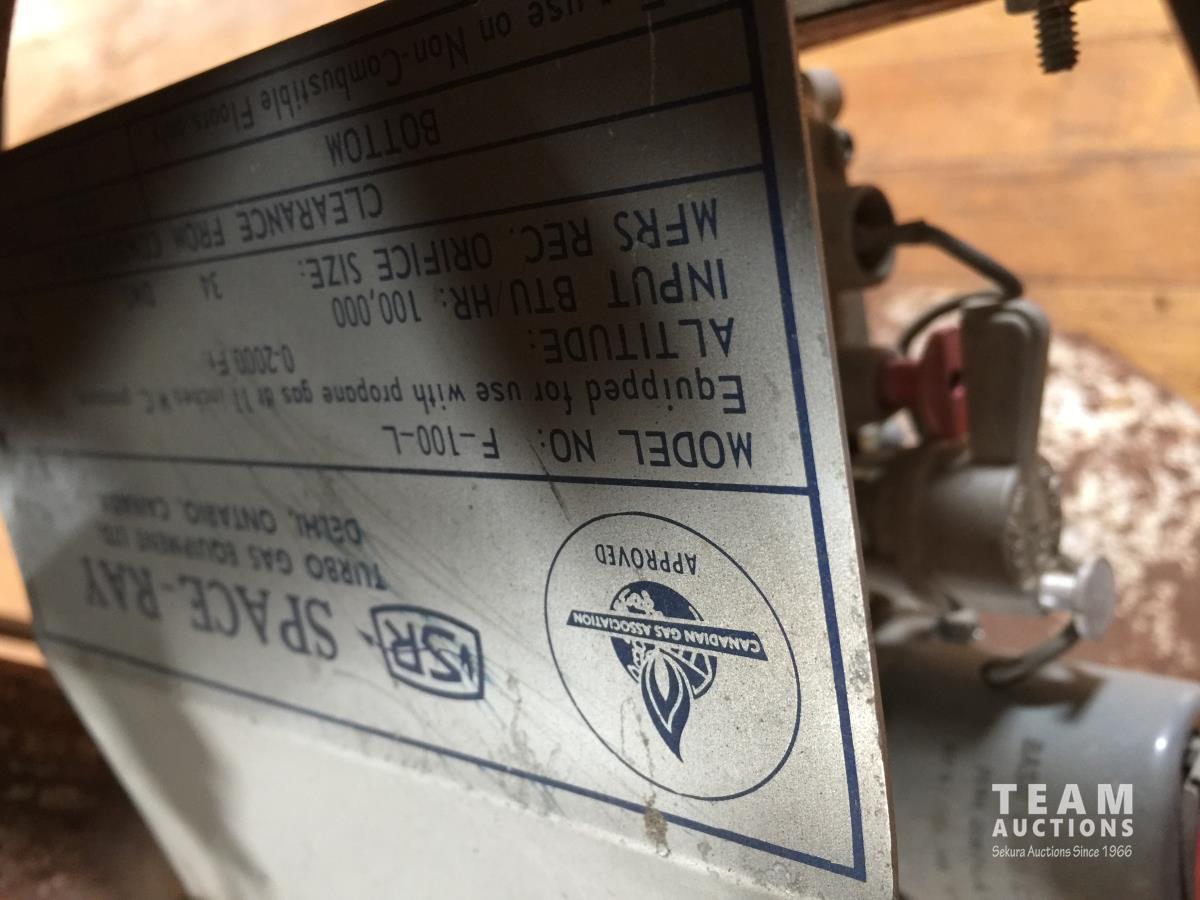 CANADIAN GAS ASSOCIATION
APPROVED
SR
SPACE-RAY
TURBO GAS EQUIPMENT LTD.
DELHI, ONTARIO, CANADA
MODEL NO: F-100-L
Equipped for use with propane gas at 11 inches W.C.
ALTITUDE: 0-2000 Ft
INPUT BTU/HR: 100,000
MFRS REC. ORIFICE SIZE: 34
CLEARANCE FROM
BOTTOM
use on Non-Combustible Floors only
TEAM
AUCTIONS
Sekura Auctions Since 1966